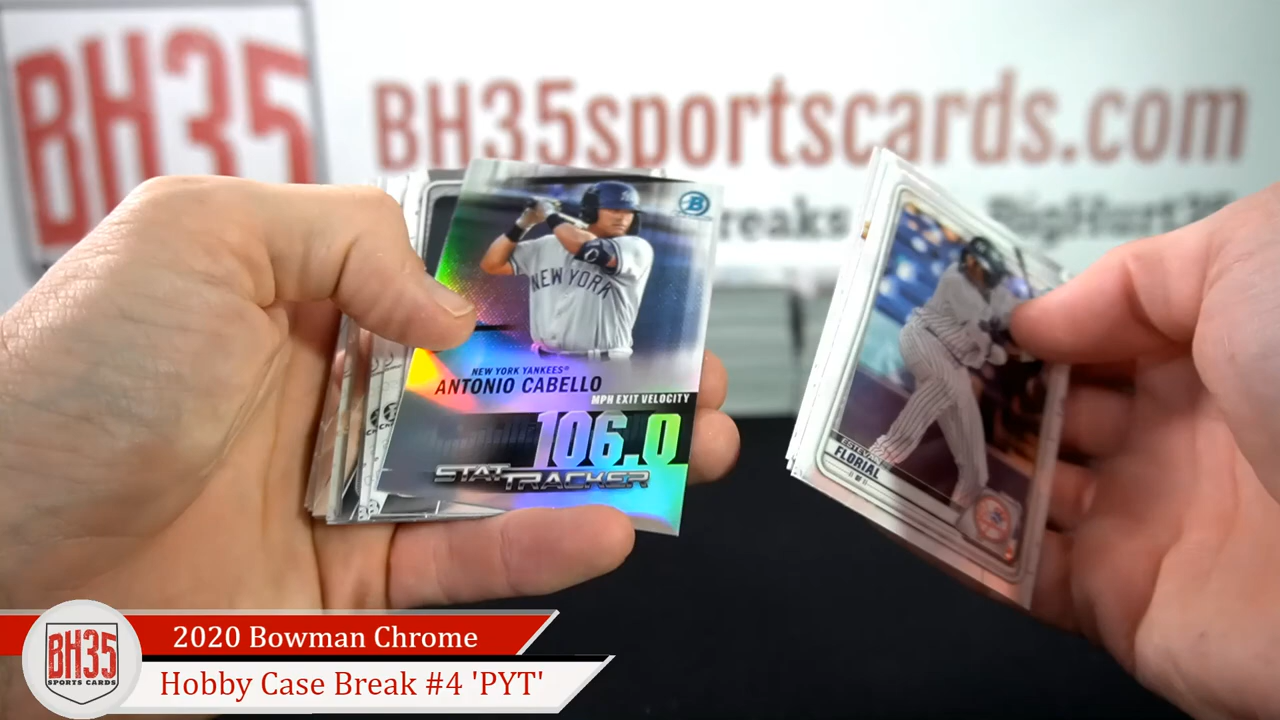 BH35
BH35sportscards.com
reaks
B
NEW YORK
NEW YORK YANKEES®
ANTONIO CABELLO
MPH EXIT VELOCITY
106.0
STAT TRACKER
FLORIAL
BH35
SPORTS CARDS
2020 Bowman Chrome
Hobby Case Break #4 'PYT'